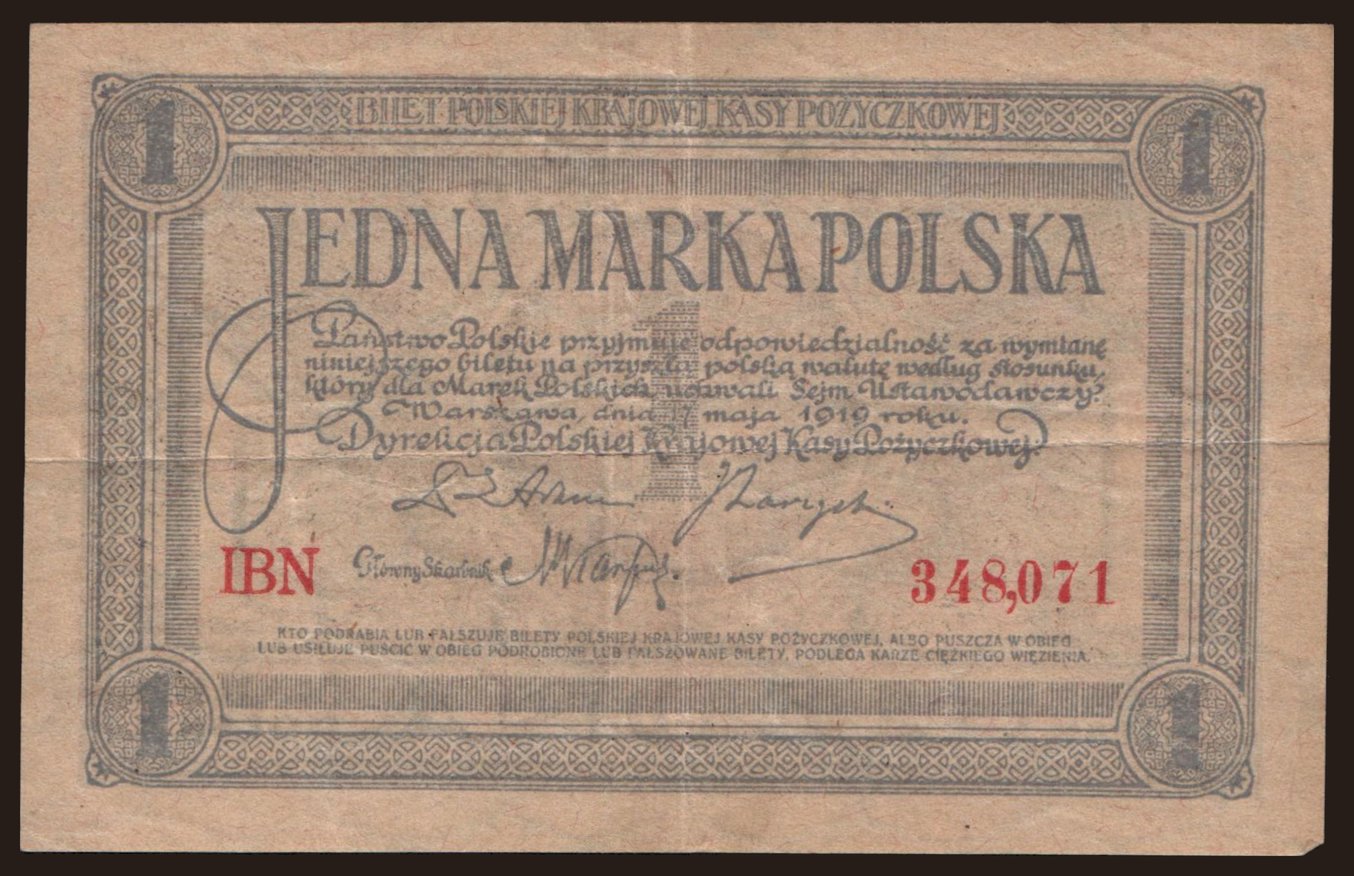 1 BILET POLSKIEJ KRAJOWEJ KASY POŻYCZKOWEJ 1
JEDNA MARKA POLSKA
1
Państwo Polskie przyjmuje odpowiedzialność za wymianę
niniejszego biletu na przyszłą polską walutę według stosunku,
który dla Marek Polskich uchwali Sejm Ustawodawczy.
Warszawa, dnia 17 maja 1919 roku.
Dyrekcja Polskiej Krajowej Kasy Pożyczkowej
IBN Główny Skarbnik 348,071
KTO PODRABIA LUB FAŁSZUJE BILETY POLSKIEJ KRAJOWEJ KASY POŻYCZKOWEJ, ALBO PUSZCZA W OBIEG
LUB USIŁUJE PUŚCIĆ W OBIEG PODROBIONE LUB FAŁSZOWANE BILETY, PODLEGA KARZE CIĘŻKIEGO WIĘZIENIA.
1 1